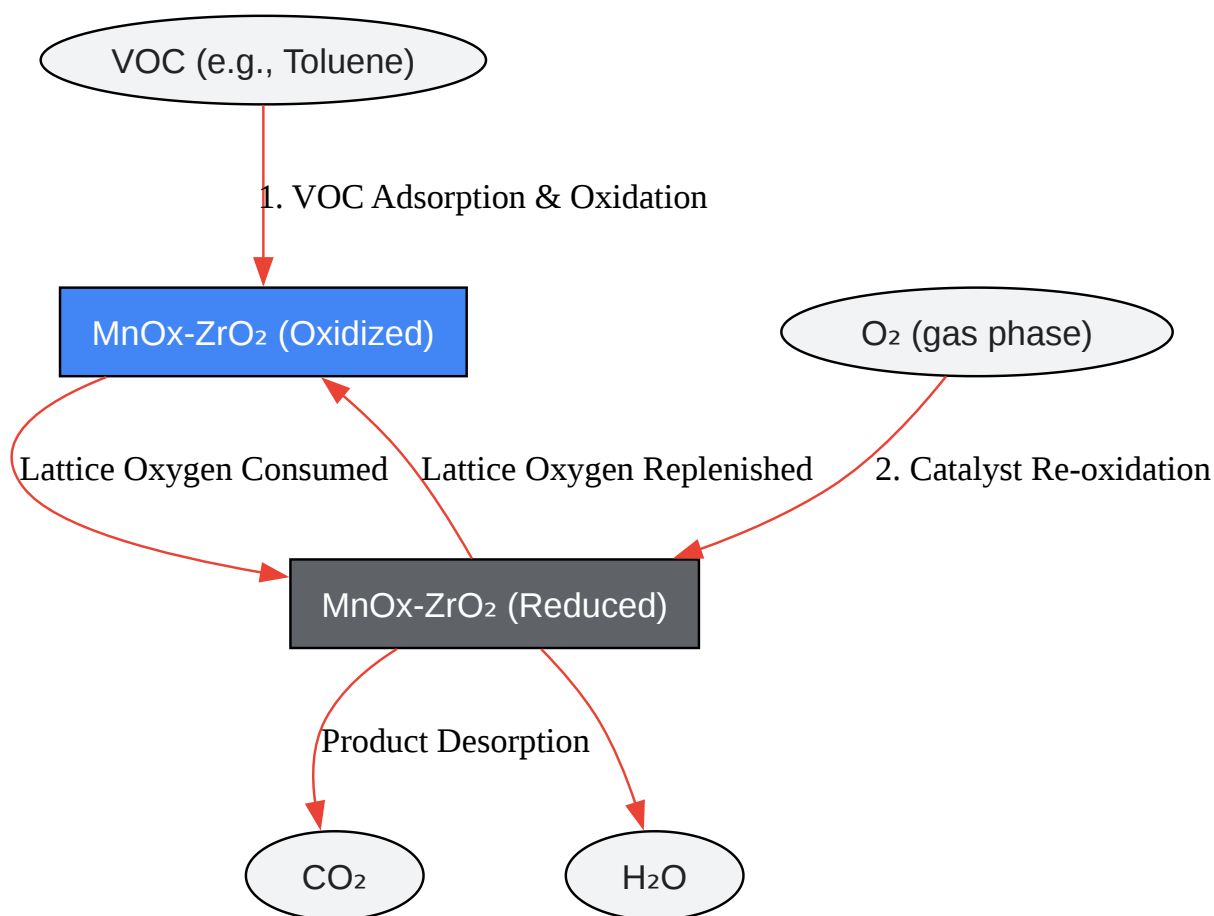 VOC (e.g., Toluene)
1. VOC Adsorption & Oxidation
MnOx-ZrO₂ (Oxidized)
O₂ (gas phase)
Lattice Oxygen Consumed
Lattice Oxygen Replenished
2. Catalyst Re-oxidation
MnOx-ZrO₂ (Reduced)
Product Desorption
CO₂
H₂O